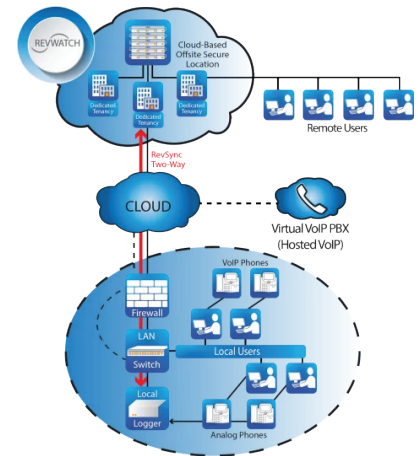 REVWATCH
Cloud-Based
Offsite Secure
Location
Dedicated
Tenancy
Dedicated
Tenancy
Dedicated
Tenancy
Remote Users
RevSync
Two-Way
CLOUD
Virtual VoIP PBX
(Hosted VoIP)
VoIP Phones
Firewall
LAN
Local Users
Switch
Local
Logger
Analog Phones